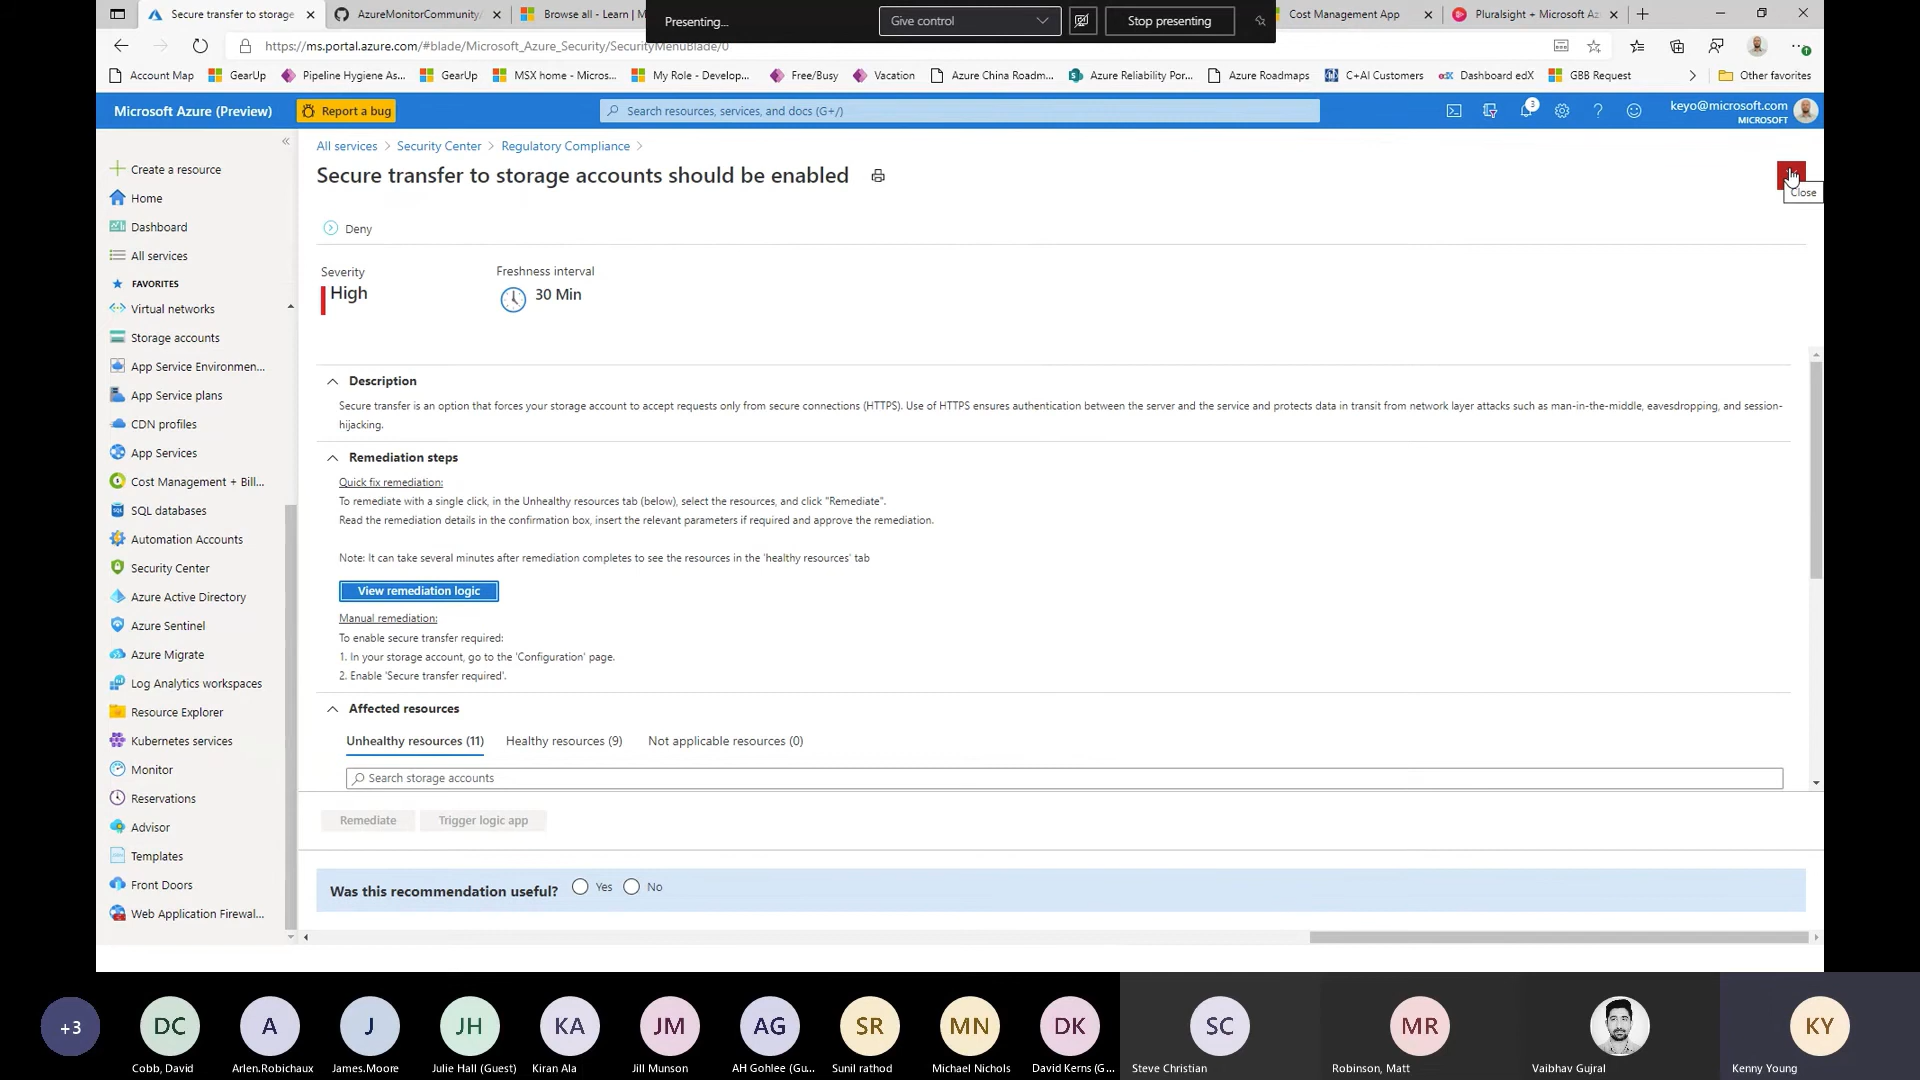 Secure transfer to storage
AzureMonitorCommunity/
Browse all - Learn | M
Presenting...
Give control
Stop presenting
Cost Management App
Pluralsight + Microsoft Az
https://ms.portal.azure.com/#blade/Microsoft_Azure_Security/SecurityMenuBlade/0
Account Map
GearUp
Pipeline Hygiene As...
GearUp
MSX home - Micros...
My Role - Develop...
Free/Busy
Vacation
Azure China Roadm...
Azure Reliability Por...
Azure Roadmaps
C+AI Customers
Dashboard edX
GBB Request
Other favorites
Microsoft Azure (Preview)
Report a bug
Search resources, services, and docs (G+/)
3
keyo@microsoft.com
MICROSOFT
All services > Security Center > Regulatory Compliance >
Secure transfer to storage accounts should be enabled
Close
Create a resource
Home
Dashboard
All services
FAVORITES
Virtual networks
Storage accounts
App Service Environmen...
App Service plans
CDN profiles
App Services
Cost Management + Bill...
SQL databases
Automation Accounts
Security Center
Azure Active Directory
Azure Sentinel
Azure Migrate
Log Analytics workspaces
Resource Explorer
Kubernetes services
Monitor
Reservations
Advisor
Templates
Front Doors
Web Application Firewal...
Deny
Severity
High
Freshness interval
30 Min
Description
Secure transfer is an option that forces your storage account to accept requests only from secure connections (HTTPS). Use of HTTPS ensures authentication between the server and the service and protects data in transit from network layer attacks such as man-in-the-middle, eavesdropping, and session-
hijacking.
Remediation steps
Quick fix remediation:
To remediate with a single click, in the Unhealthy resources tab (below), select the resources, and click "Remediate".
Read the remediation details in the confirmation box, insert the relevant parameters if required and approve the remediation.
Note: It can take several minutes after remediation completes to see the resources in the 'healthy resources' tab
View remediation logic
Manual remediation:
To enable secure transfer required:
1. In your storage account, go to the 'Configuration' page.
2. Enable 'Secure transfer required'.
Affected resources
Unhealthy resources (11)
Healthy resources (9)
Not applicable resources (0)
Search storage accounts
Remediate
Trigger logic app
Was this recommendation useful?
Yes
No
+3
DC
A
J
JH
KA
JM
AG
SR
MN
DK
SC
MR
KY
Cobb, David
Arlen.Robichaux
James.Moore
Julie Hall (Guest)
Kiran Ala
Jill Munson
AH Gohlee (Gu...
Sunil rathod
Michael Nichols
David Kerns (G...
Steve Christian
Robinson, Matt
Vaibhav Gujral
Kenny Young